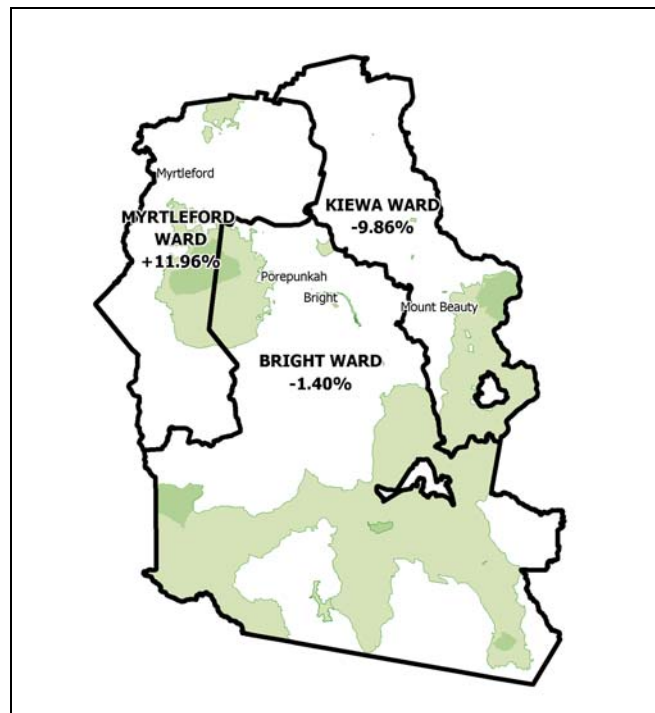 Myrtleford
KIEWA WARD
-9.86%
MYRTLEFORD
WARD
+11.96%
Porepunkah
Bright
Mount Beauty
BRIGHT WARD
-1.40%